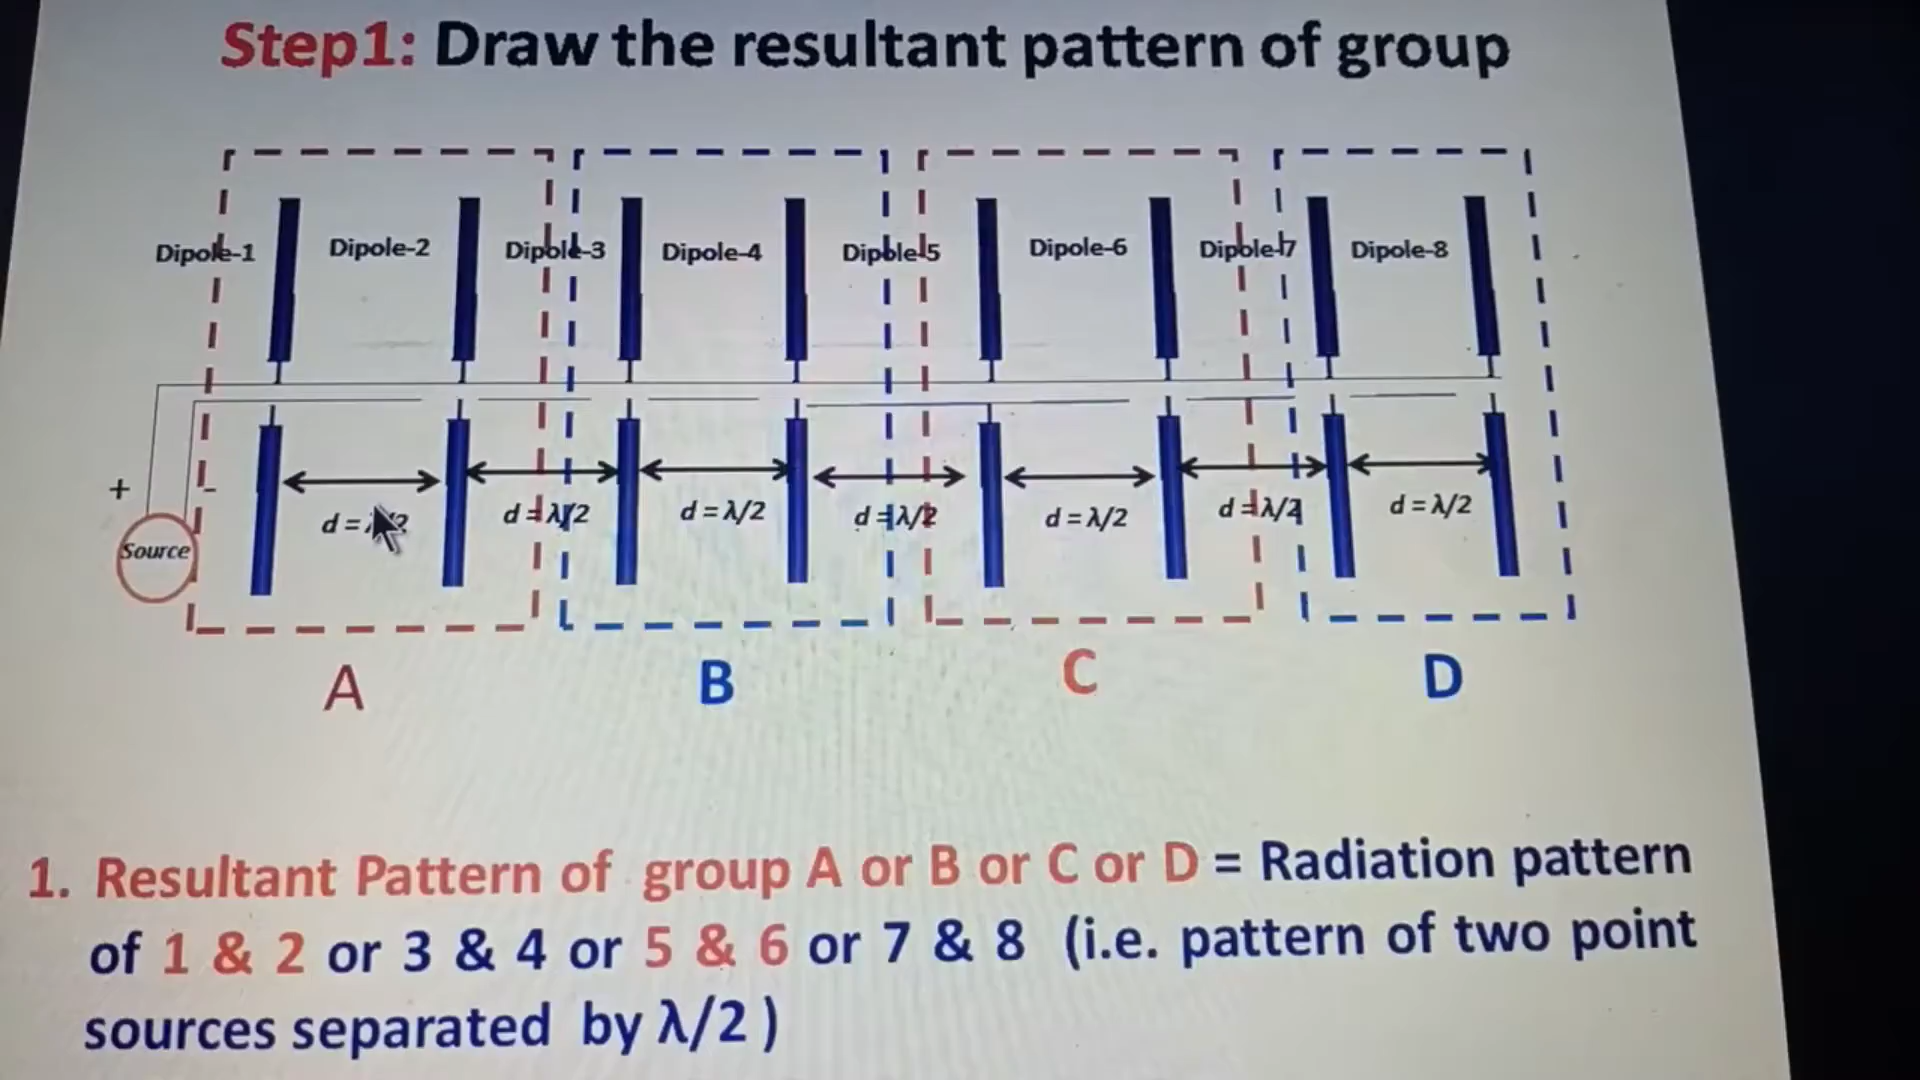 Step1: Draw the resultant pattern of group
Dipole-1 Dipole-2 Dipole-3 Dipole-4 Dipole-5 Dipole-6 Dipole-7 Dipole-8
+ -
Source
d = λ/2 d = λ/2 d = λ/2 d = λ/2 d = λ/2 d = λ/2
A B C D
1. Resultant Pattern of group A or B or C or D = Radiation pattern
of 1 & 2 or 3 & 4 or 5 & 6 or 7 & 8 (i.e. pattern of two point
sources separated by λ/2 )